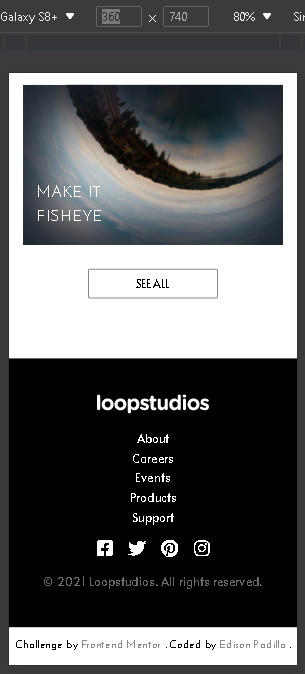 Galaxy S8+ ▼ 360 × 740 80% ▼ Sir
MAKE IT
FISHEYE
SEE ALL
loopstudios
About
Careers
Events
Products
Support
© 2021 Loopstudios. All rights reserved.
Challenge by Frontend Mentor . Coded by Edison Padilla .